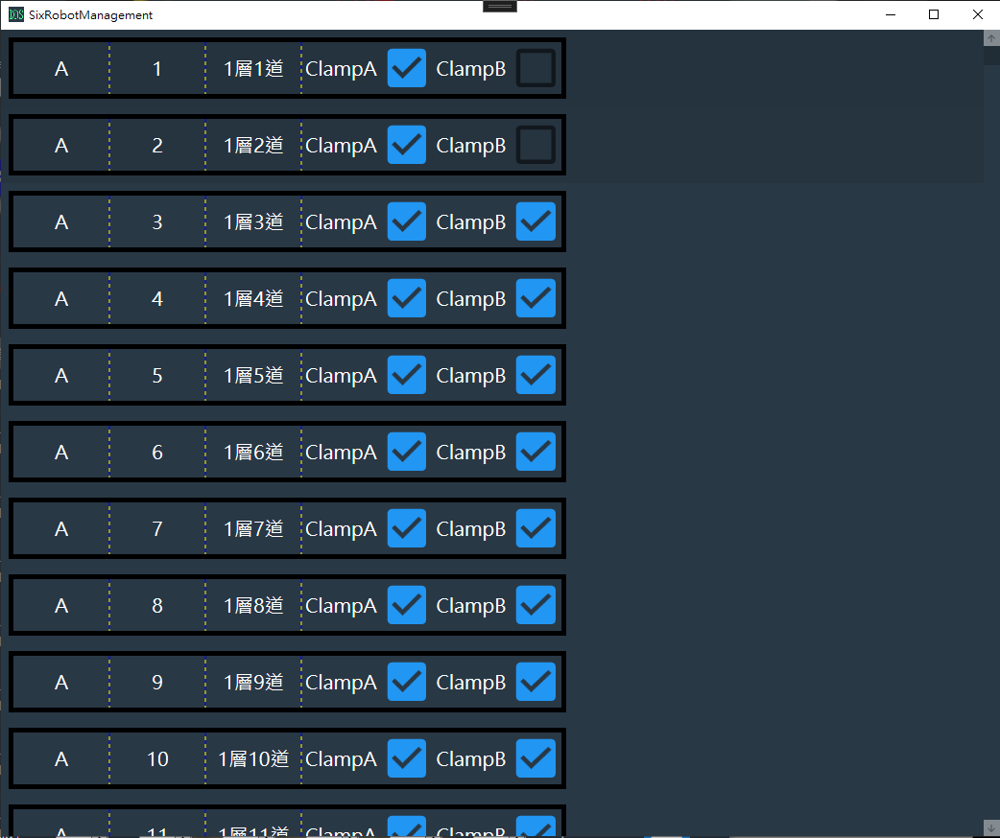 SixRobotManagement
A 1 1層1道 ClampA ClampB
A 2 1層2道 ClampA ClampB
A 3 1層3道 ClampA ClampB
A 4 1層4道 ClampA ClampB
A 5 1層5道 ClampA ClampB
A 6 1層6道 ClampA ClampB
A 7 1層7道 ClampA ClampB
A 8 1層8道 ClampA ClampB
A 9 1層9道 ClampA ClampB
A 10 1層10道 ClampA ClampB
A 11 1層11道 ClampA ClampB